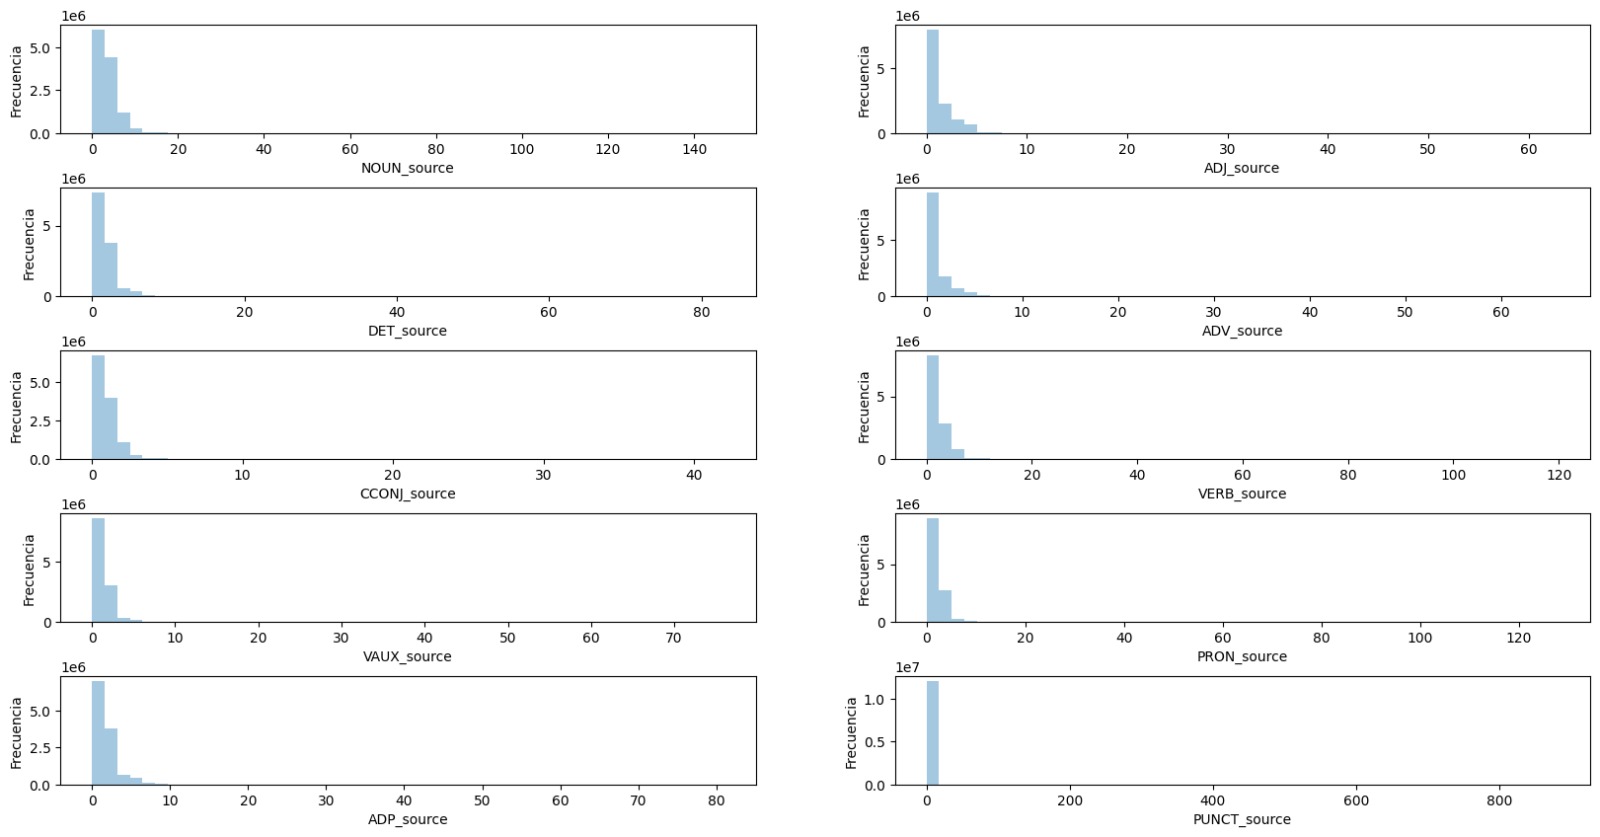 1e6
5.0
2.5
0.0
Frecuencia
0 20 40 60 80 100 120 140
NOUN_source
1e6
5
0
Frecuencia
0 10 20 30 40 50 60
ADJ_source
1e6
5
0
Frecuencia
0 20 40 60 80
DET_source
1e6
5
0
Frecuencia
0 10 20 30 40 50 60
ADV_source
1e6
5.0
2.5
0.0
Frecuencia
0 10 20 30 40
CCONJ_source
1e6
5
0
Frecuencia
0 20 40 60 80 100 120
VERB_source
1e6
5
0
Frecuencia
0 10 20 30 40 50 60 70
VAUX_source
1e6
5
0
Frecuencia
0 20 40 60 80 100 120
PRON_source
1e6
5.0
2.5
0.0
Frecuencia
0 10 20 30 40 50 60 70 80
ADP_source
1e7
1.0
0.5
0.0
Frecuencia
0 200 400 600 800
PUNCT_source